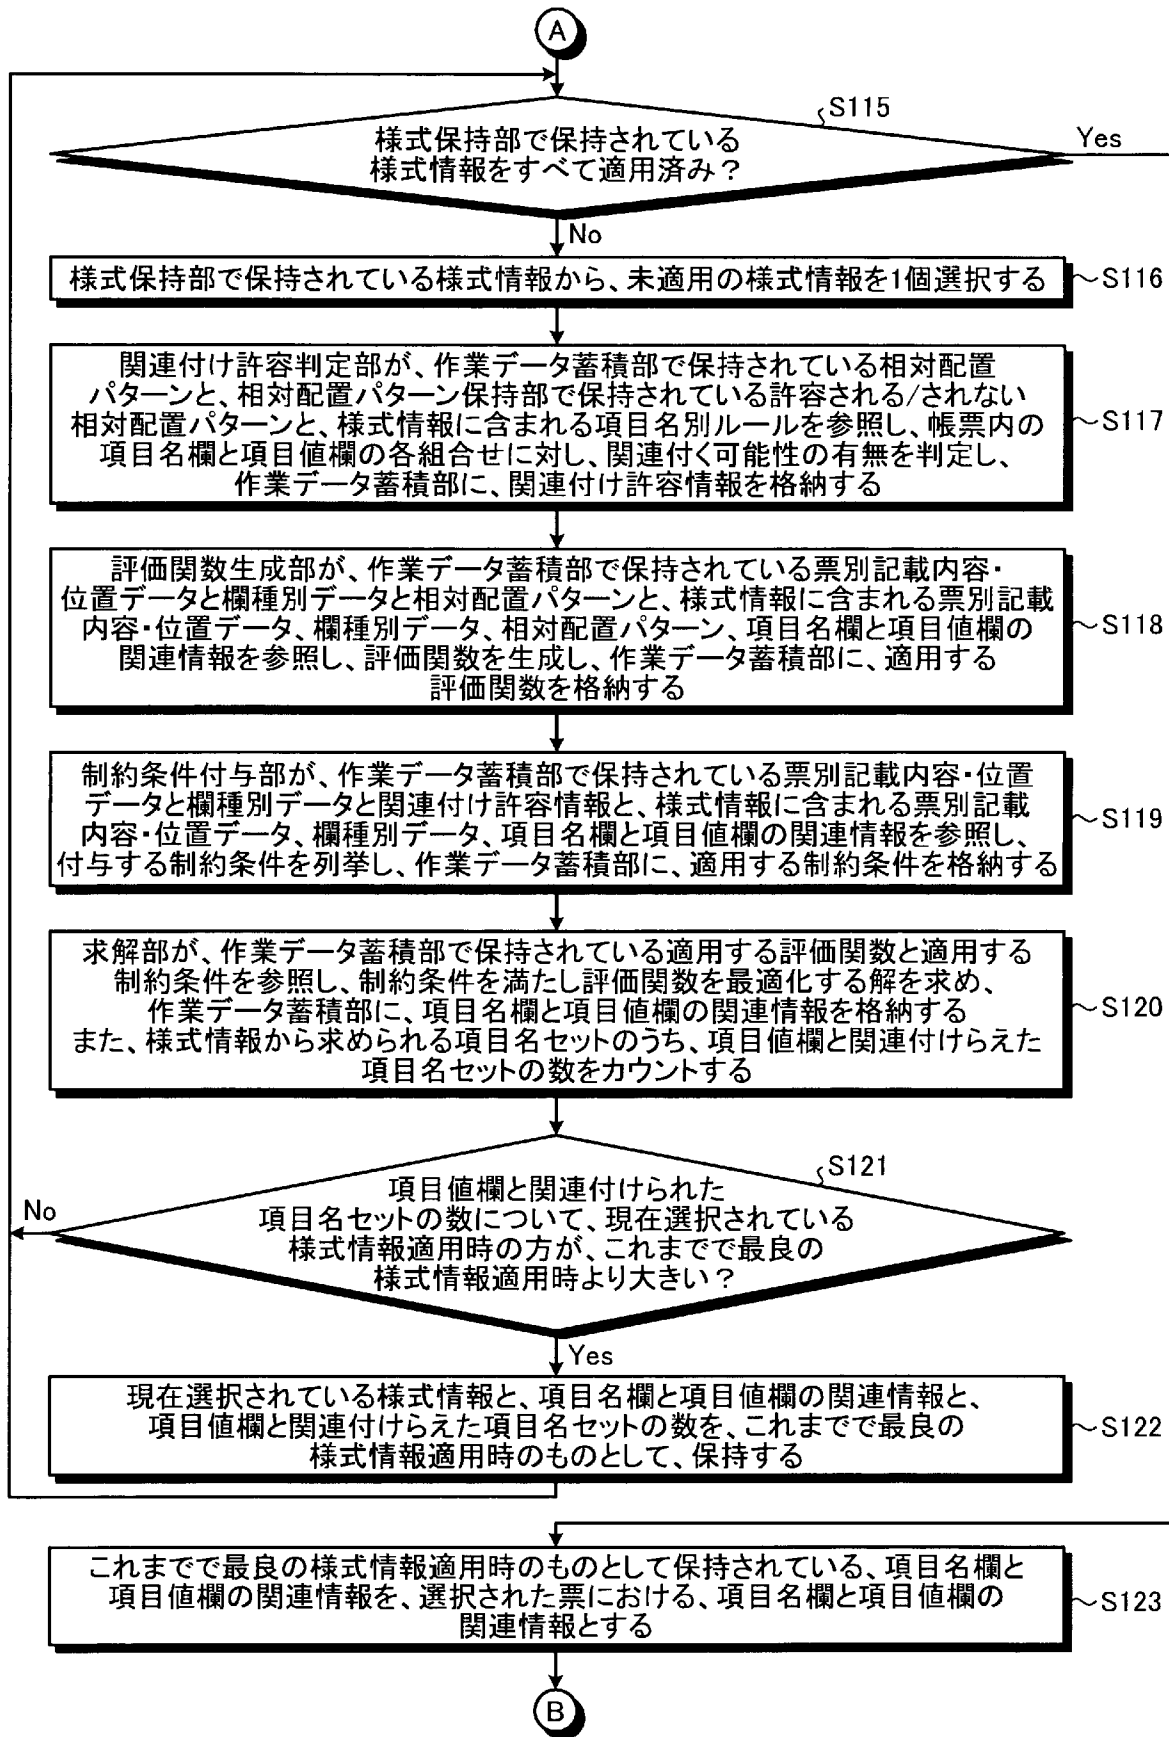 A
S115
様式保持部で保持されている
様式情報をすべて適用済み？
Yes
No
様式保持部で保持されている様式情報から、未適用の様式情報を1個選択する
S116
関連付け許容判定部が、作業データ蓄積部で保持されている相対配置
パターンと、相対配置パターン保持部で保持されている許容される/されない
相対配置パターンと、様式情報に含まれる項目名別ルールを参照し、帳票内の
項目名欄と項目値欄の各組合せに対し、関連付く可能性の有無を判定し、
作業データ蓄積部に、関連付け許容情報を格納する
S117
評価関数生成部が、作業データ蓄積部で保持されている票別記載内容・
位置データと欄種別データと相対配置パターンと、様式情報に含まれる票別記載
内容・位置データ、欄種別データ、相対配置パターン、項目名欄と項目値欄の
関連情報を参照し、評価関数を生成し、作業データ蓄積部に、適用する
評価関数を格納する
S118
制約条件付与部が、作業データ蓄積部で保持されている票別記載内容・位置
データと欄種別データと関連付け許容情報と、様式情報に含まれる票別記載
内容・位置データ、欄種別データ、項目名欄と項目値欄の関連情報を参照し、
付与する制約条件を列挙し、作業データ蓄積部に、適用する制約条件を格納する
S119
求解部が、作業データ蓄積部で保持されている適用する評価関数と適用する
制約条件を参照し、制約条件を満たし評価関数を最適化する解を求め、
作業データ蓄積部に、項目名欄と項目値欄の関連情報を格納する
また、様式情報から求められる項目名セットのうち、項目値欄と関連付けらえた
項目名セットの数をカウントする
S120
S121
項目値欄と関連付けられた
項目名セットの数について、現在選択されている
様式情報適用時の方が、これまでで最良の
様式情報適用時より大きい？
No
Yes
現在選択されている様式情報と、項目名欄と項目値欄の関連情報と、
項目値欄と関連付けらえた項目名セットの数を、これまでで最良の
様式情報適用時のものとして、保持する
S122
これまでで最良の様式情報適用時のものとして保持されている、項目名欄と
項目値欄の関連情報を、選択された票における、項目名欄と項目値欄の
関連情報とする
S123
B